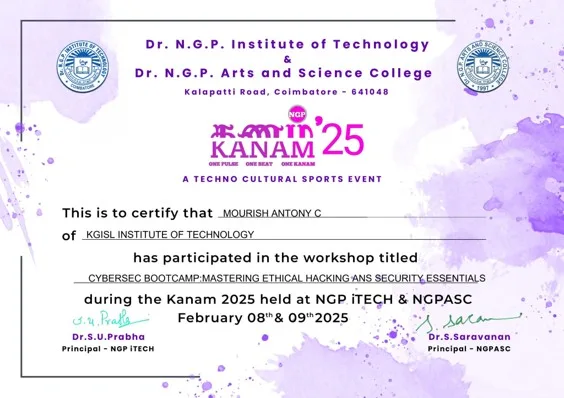 Dr. N.G.P. Institute of Technology
&
Dr. N.G.P. Arts and Science College
Kalapatti Road, Coimbatore - 641048
NGP
KANAM'25
ONE PULSE ONE BEAT ONE KANAM
A TECHNO CULTURAL SPORTS EVENT
This is to certify that MOURISH ANTONY C
of KGISL INSTITUTE OF TECHNOLOGY
has participated in the workshop titled
CYBERSEC BOOTCAMP:MASTERING ETHICAL HACKING ANS SECURITY ESSENTIALS
during the Kanam 2025 held at NGP iTECH & NGPASC
February 08th & 09th 2025
Dr.S.U.Prabha
Principal - NGP iTECH
Dr.S.Saravanan
Principal - NGPASC